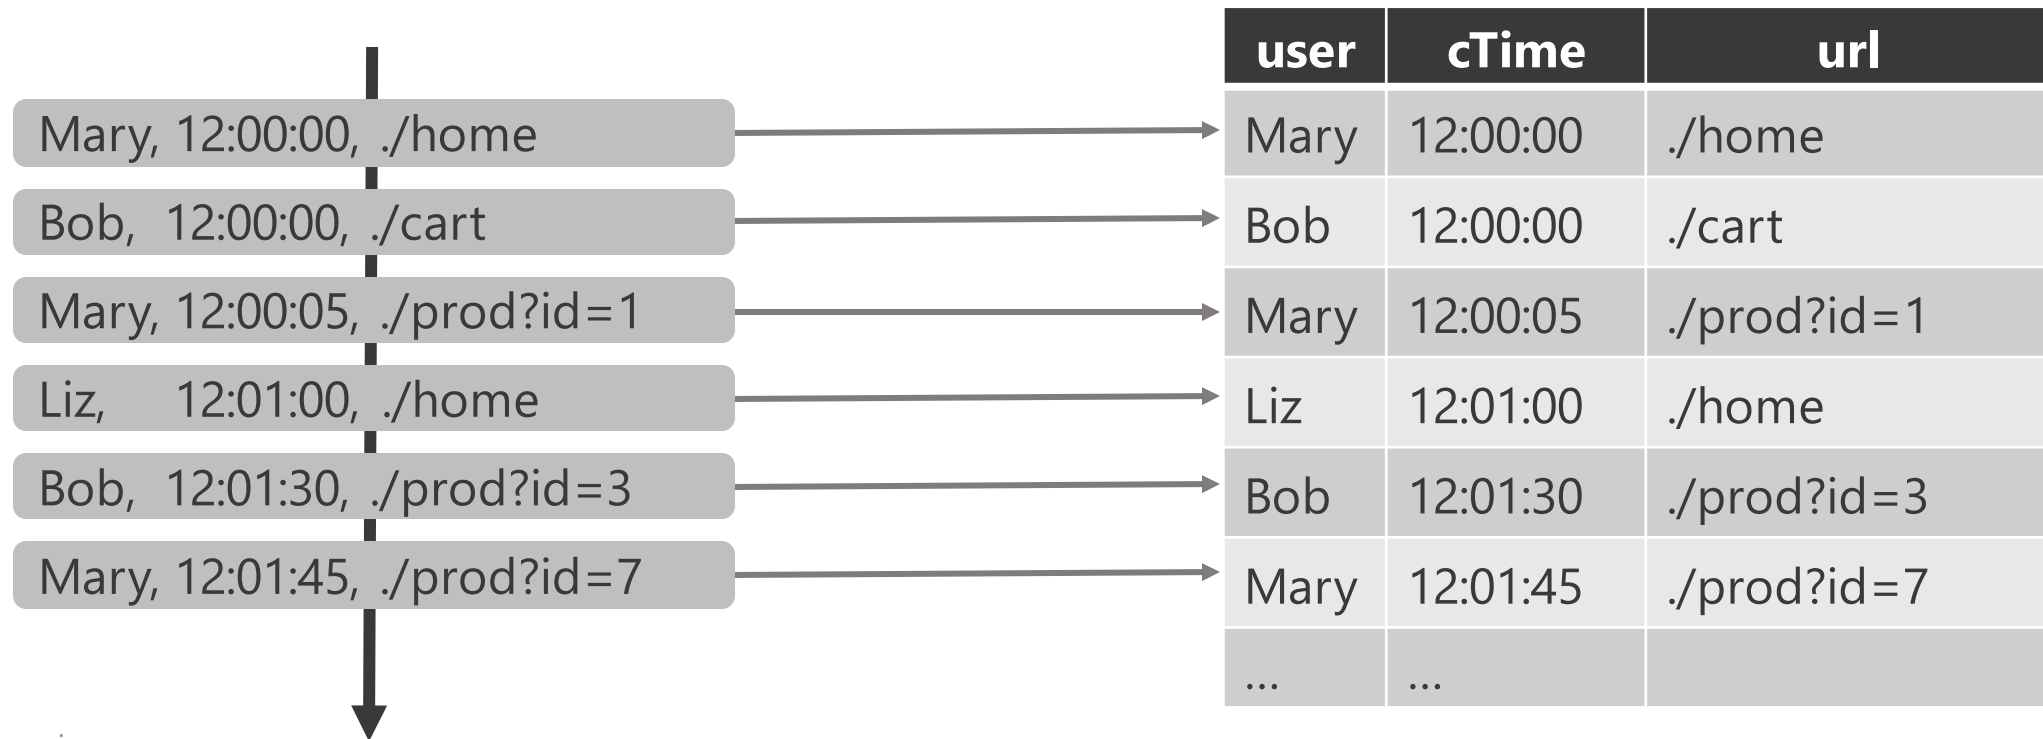 Mary, 12:00:00, ./home
Bob, 12:00:00, ./cart
Mary, 12:00:05, ./prod?id=1
Liz, 12:01:00, ./home
Bob, 12:01:30, ./prod?id=3
Mary, 12:01:45, ./prod?id=7
user cTime url
Mary 12:00:00 ./home
Bob 12:00:00 ./cart
Mary 12:00:05 ./prod?id=1
Liz 12:01:00 ./home
Bob 12:01:30 ./prod?id=3
Mary 12:01:45 ./prod?id=7
... ...